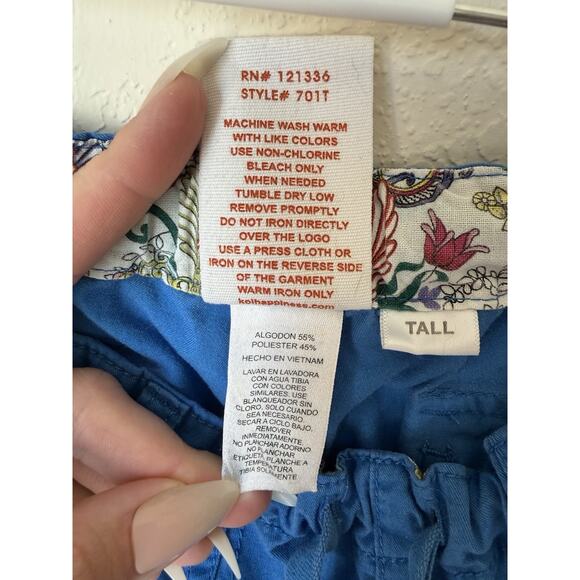 RN# 121336
STYLE# 701T
MACHINE WASH WARM
WITH LIKE COLORS
USE NON-CHLORINE
BLEACH ONLY
WHEN NEEDED
TUMBLE DRY LOW
REMOVE PROMPTLY
DO NOT IRON DIRECTLY
OVER THE LOGO
USE A PRESS CLOTH OR
IRON ON THE REVERSE SIDE
OF THE GARMENT
WARM IRON ONLY
koihappiness.com
TALL
ALGODON 55%
POLIESTER 45%
HECHO EN VIETNAM
LAVAR EN LAVADORA
CON AGUA TIBIA
CON COLORES
SIMILARES. USE
BLANQUEADOR SIN
CLORO, SOLO CUANDO
SEA NECESARIO.
SECAR A CICLO BAJO,
REMOVER
INMEDIATAMENTE.
NO PLANCHAR ADORNO.
NO PLANCHAR
ETIQUETA, PLANCHE A
TEMPERATURA
TIBIA SOLAMENTE